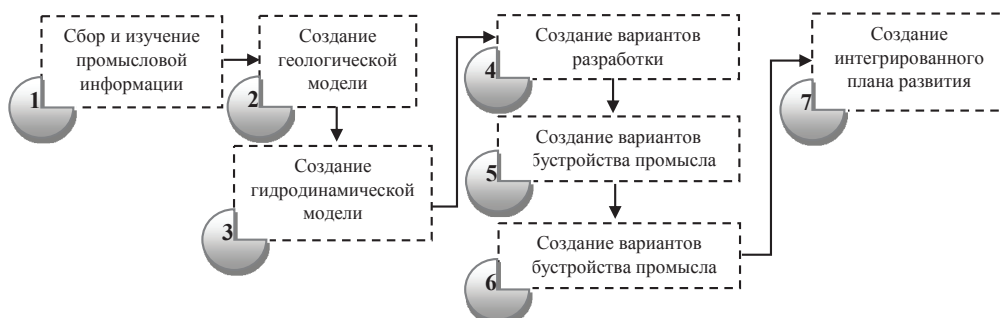 Сбор и изучение
промысловой
информации
1
Создание
геологической
модели
2
Создание
гидродинамической
модели
3
Создание вариантов
разработки
4
Создание вариантов
бустройства промысла
5
Создание вариантов
бустройства промысла
6
Создание
интегрированного
плана развития
7